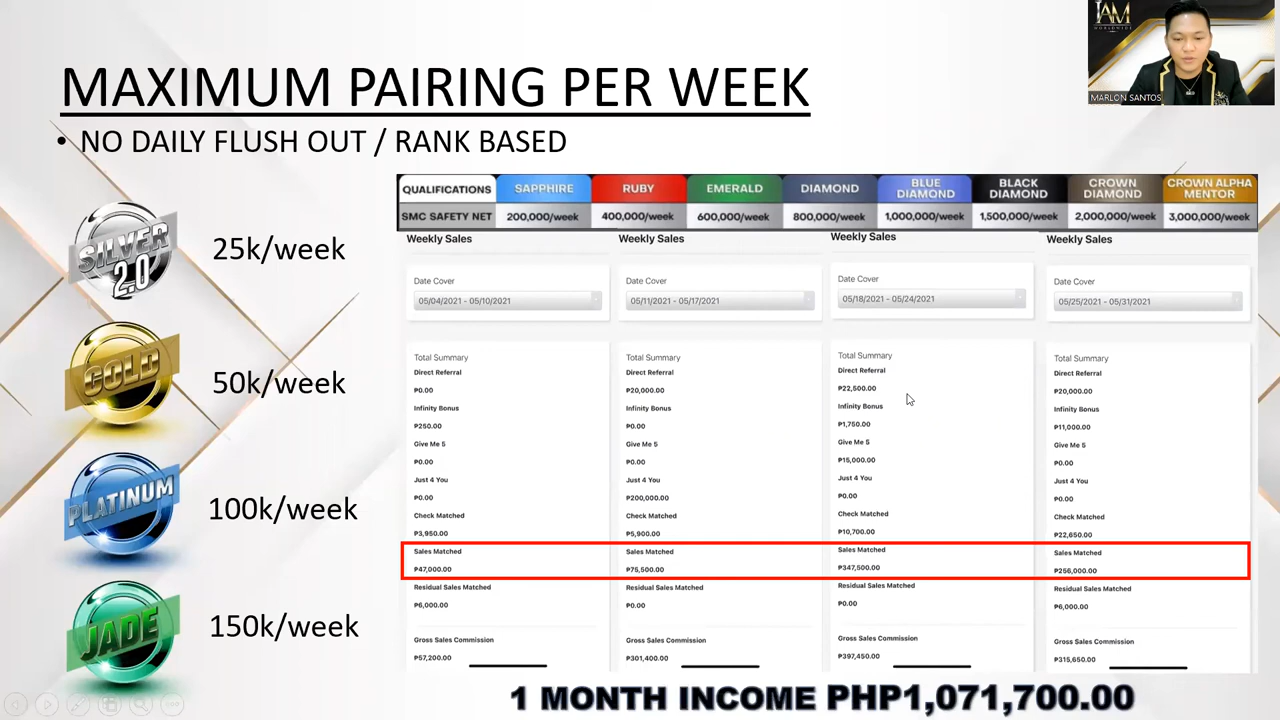 MAXIMUM PAIRING PER WEEK
• NO DAILY FLUSH OUT / RANK BASED
IAM
WORLDWIDE
MARLON SANTOS
SILVER 2.0
25k/week
GOLD
50k/week
PLATINUM
100k/week
JADE
150k/week
QUALIFICATIONS SAPPHIRE RUBY EMERALD DIAMOND BLUE DIAMOND BLACK DIAMOND CROWN DIAMOND CROWN ALPHA MENTOR
SMC SAFETY NET 200,000/week 400,000/week 600,000/week 800,000/week 1,000,000/week 1,500,000/week 2,000,000/week 3,000,000/week
Weekly Sales
Date Cover
05/04/2021 - 05/10/2021
Total Summary
Direct Referral
₱0.00
Infinity Bonus
₱250.00
Give Me 5
₱0.00
Just 4 You
₱0.00
Check Matched
₱3,950.00
Sales Matched
₱47,000.00
Residual Sales Matched
₱6,000.00
Gross Sales Commission
₱57,200.00
Weekly Sales
Date Cover
05/11/2021 - 05/17/2021
Total Summary
Direct Referral
₱20,000.00
Infinity Bonus
₱0.00
Give Me 5
₱0.00
Just 4 You
₱200,000.00
Check Matched
₱5,900.00
Sales Matched
₱75,500.00
Residual Sales Matched
₱0.00
Gross Sales Commission
₱301,400.00
Weekly Sales
Date Cover
05/18/2021 - 05/24/2021
Total Summary
Direct Referral
₱22,500.00
Infinity Bonus
₱1,750.00
Give Me 5
₱15,000.00
Just 4 You
₱0.00
Check Matched
₱10,700.00
Sales Matched
₱347,500.00
Residual Sales Matched
₱0.00
Gross Sales Commission
₱397,450.00
Weekly Sales
Date Cover
05/25/2021 - 05/31/2021
Total Summary
Direct Referral
₱20,000.00
Infinity Bonus
₱11,000.00
Give Me 5
₱0.00
Just 4 You
₱0.00
Check Matched
₱22,650.00
Sales Matched
₱256,000.00
Residual Sales Matched
₱6,000.00
Gross Sales Commission
₱315,650.00
1 MONTH INCOME PHP1,071,700.00